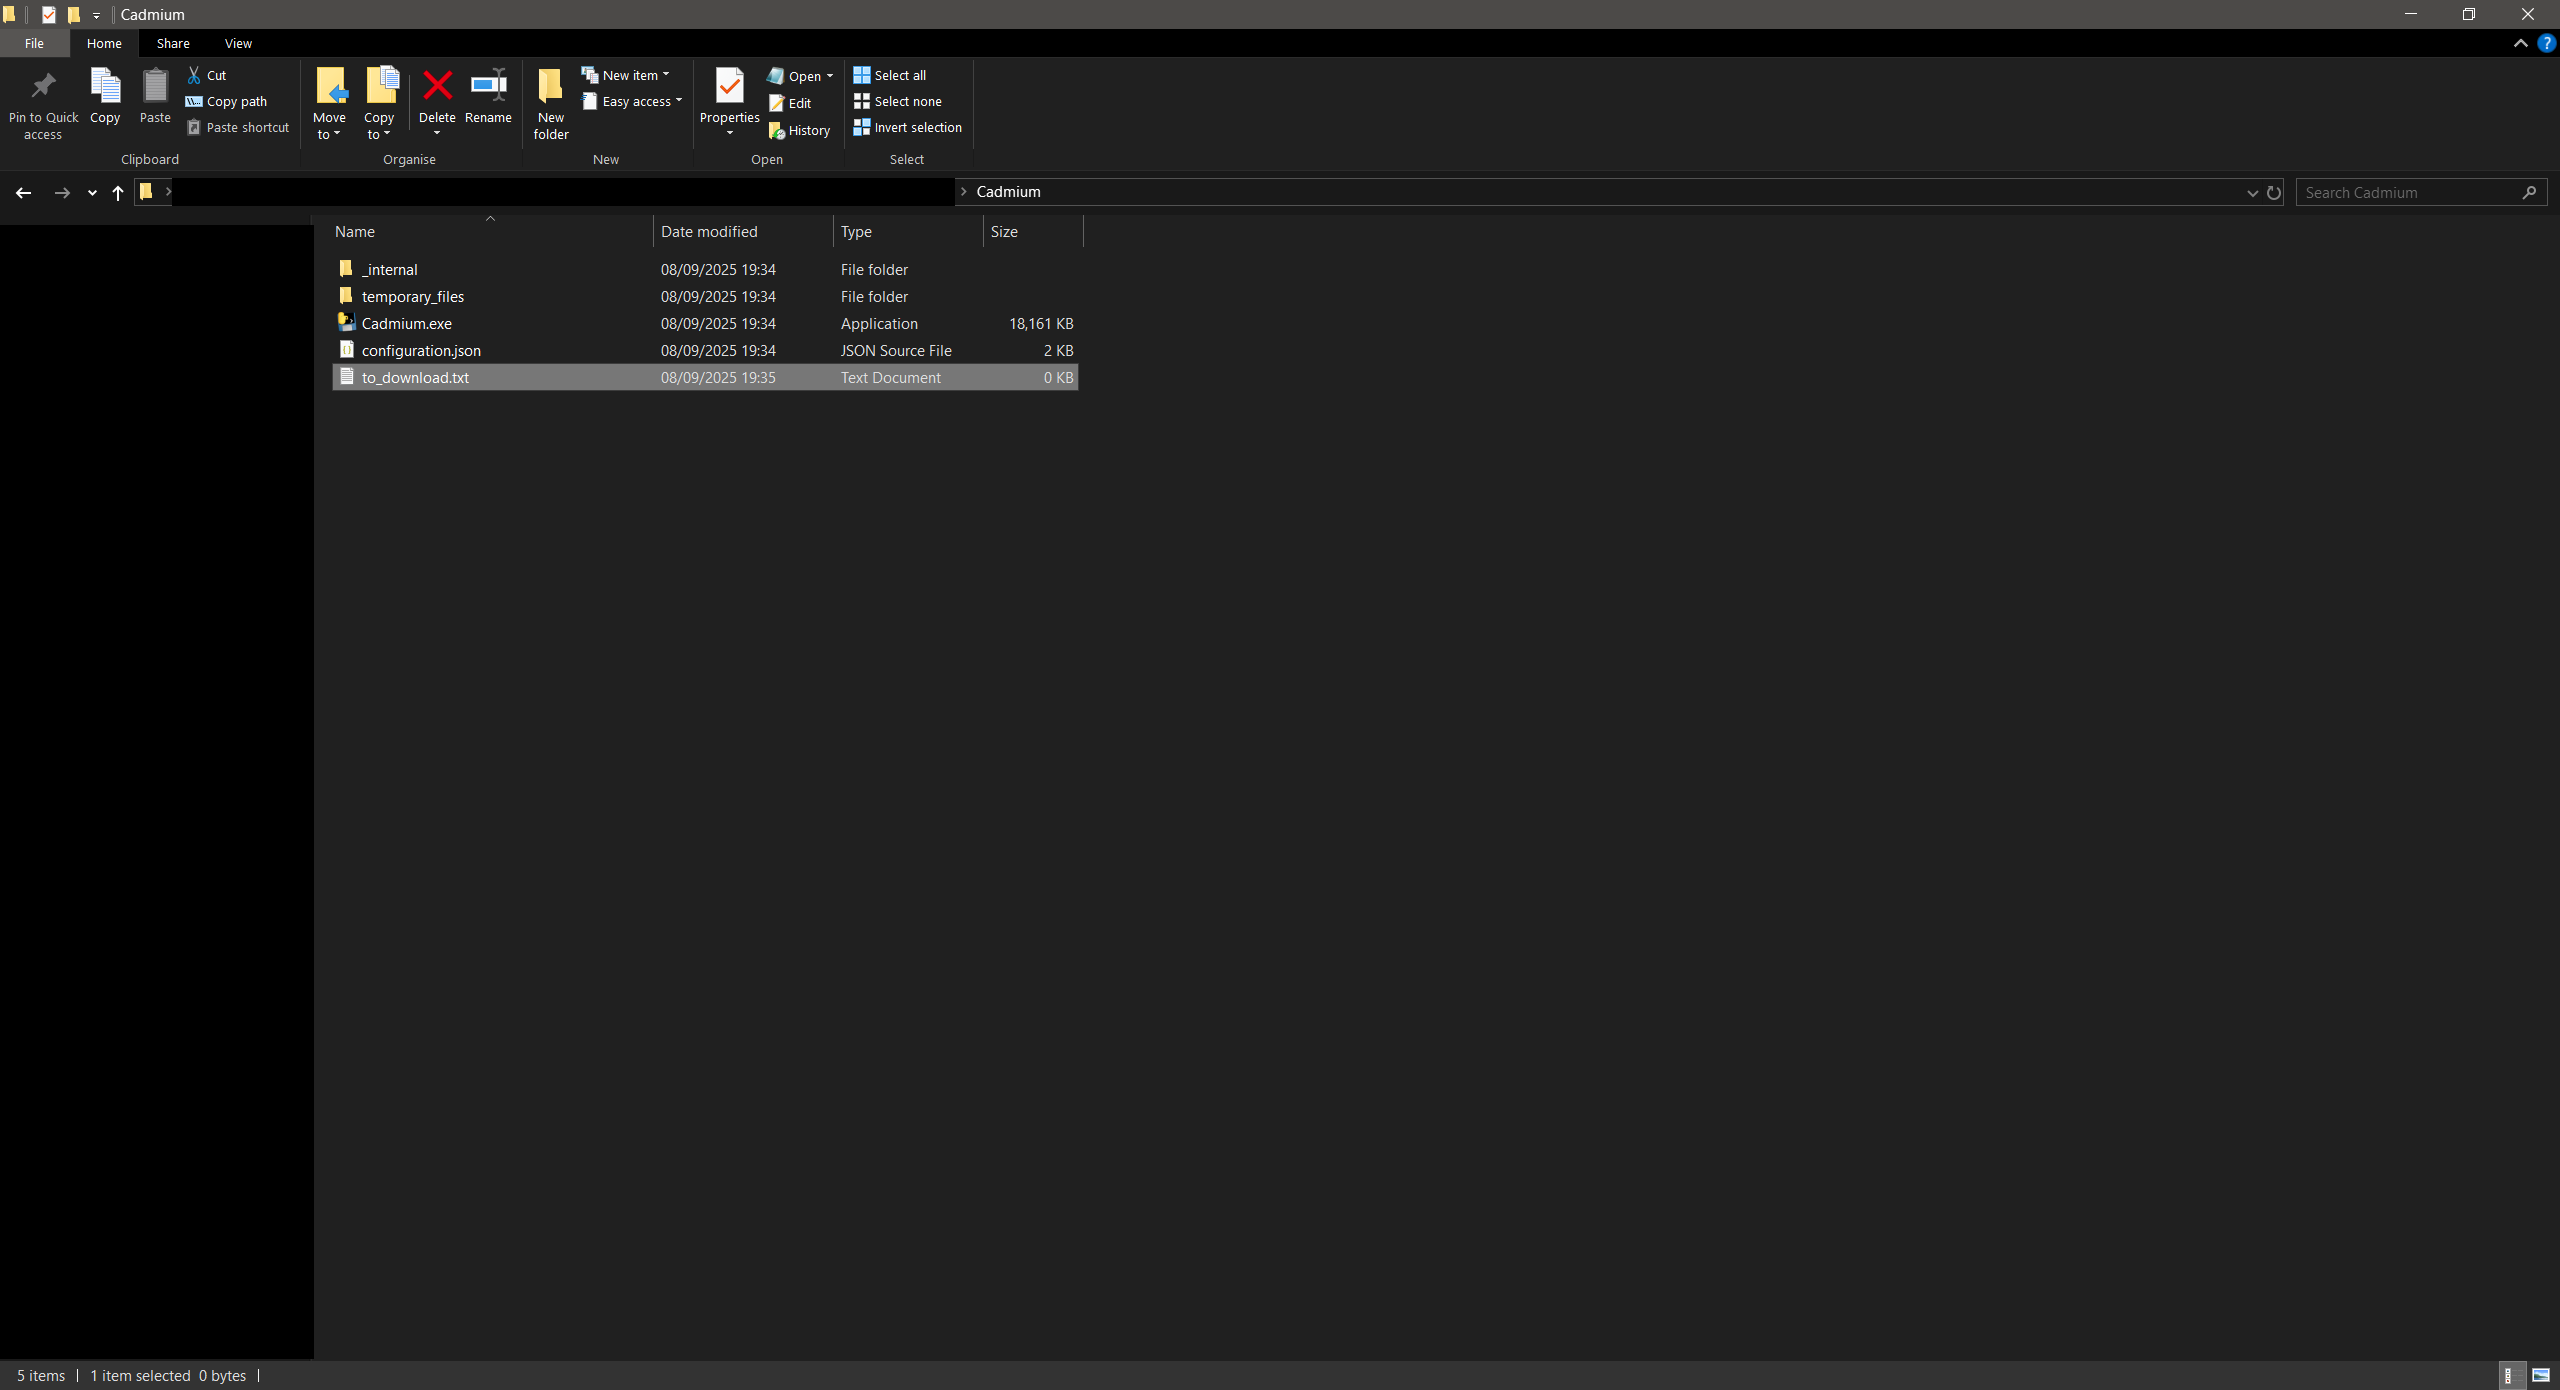 Cadmium
File Home Share View
Pin to Quick access
Copy
Paste
Cut
Copy path
Paste shortcut
Clipboard
Move to
Copy to
Delete
Rename
Organise
New folder
New item
Easy access
New
Properties
Open
Edit
History
Open
Select all
Select none
Invert selection
Select
Cadmium
Search Cadmium
Name Date modified Type Size
_internal 08/09/2025 19:34 File folder
temporary_files 08/09/2025 19:34 File folder
Cadmium.exe 08/09/2025 19:34 Application 18,161 KB
configuration.json 08/09/2025 19:34 JSON Source File 2 KB
to_download.txt 08/09/2025 19:35 Text Document 0 KB
5 items 1 item selected 0 bytes